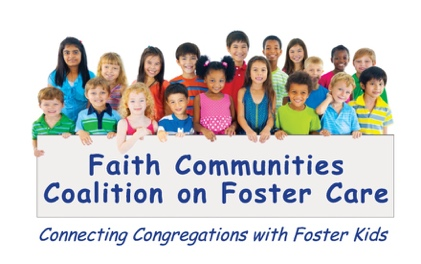 Faith Communities
Coalition on Foster Care
Connecting Congregations with Foster Kids